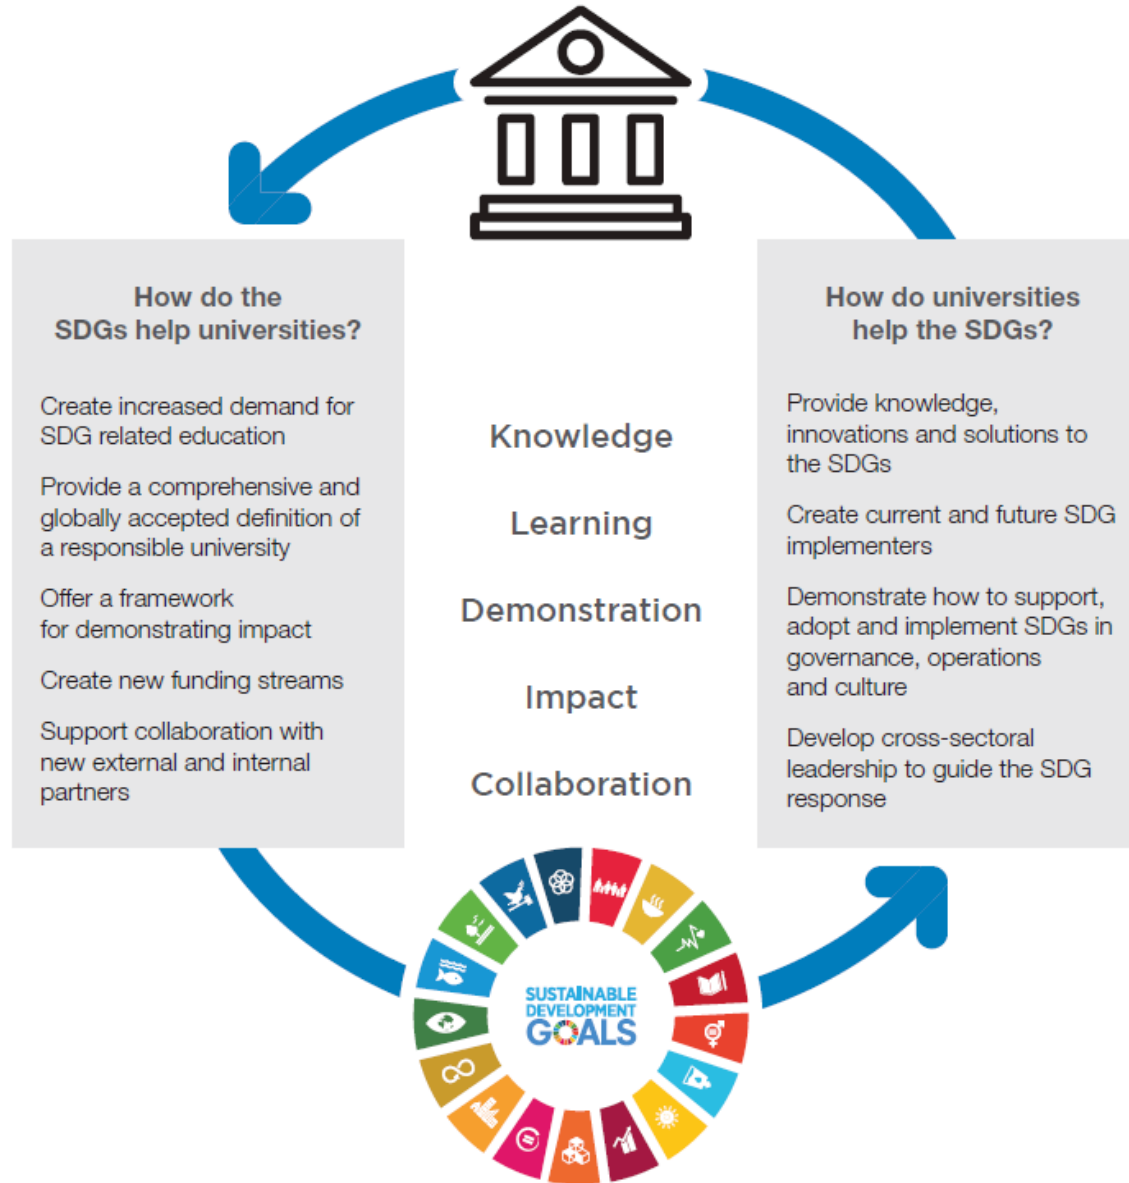 How do the
SDGs help universities?
Create increased demand for
SDG related education
Provide a comprehensive and
globally accepted definition of
a responsible university
Offer a framework
for demonstrating impact
Create new funding streams
Support collaboration with
new external and internal
partners
Knowledge
Learning
Demonstration
Impact
Collaboration
How do universities
help the SDGs?
Provide knowledge,
innovations and solutions to
the SDGs
Create current and future SDG
implementers
Demonstrate how to support,
adopt and implement SDGs in
governance, operations
and culture
Develop cross-sectoral
leadership to guide the SDG
response
SUSTAINABLE
DEVELOPMENT
GOALS